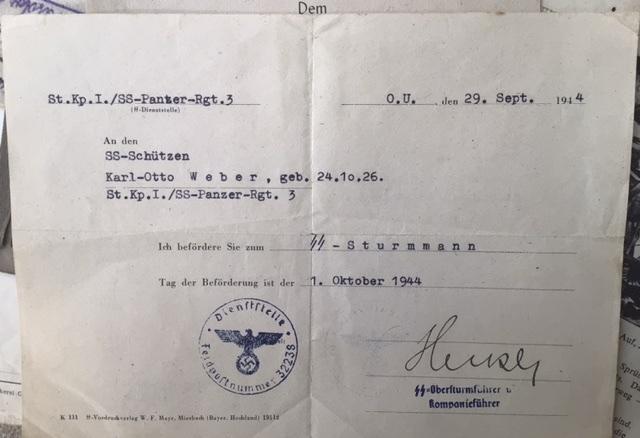 Dem
St.Kp.I./SS-Panzer-Rgt.3
(SS-Dienststelle)
O.U. , den 29. Sept. 1944
An den
SS-Schützen
Karl-Otto W e b e r , geb. 24.10.26.
St.Kp.I./SS-Panzer-Rgt. 3
Ich befördere Sie zum SS - S t u r m m a n n
Tag der Beförderung ist der 1. Oktober 1944
Dienststelle
Feldpostnummer 32238
SS-Obersturmführer u
Kompanieführer
K 131 SS-Vordruckverlag W. F. Mayr, Miesbach (Bayer. Hochland)
Auf.
Sprü